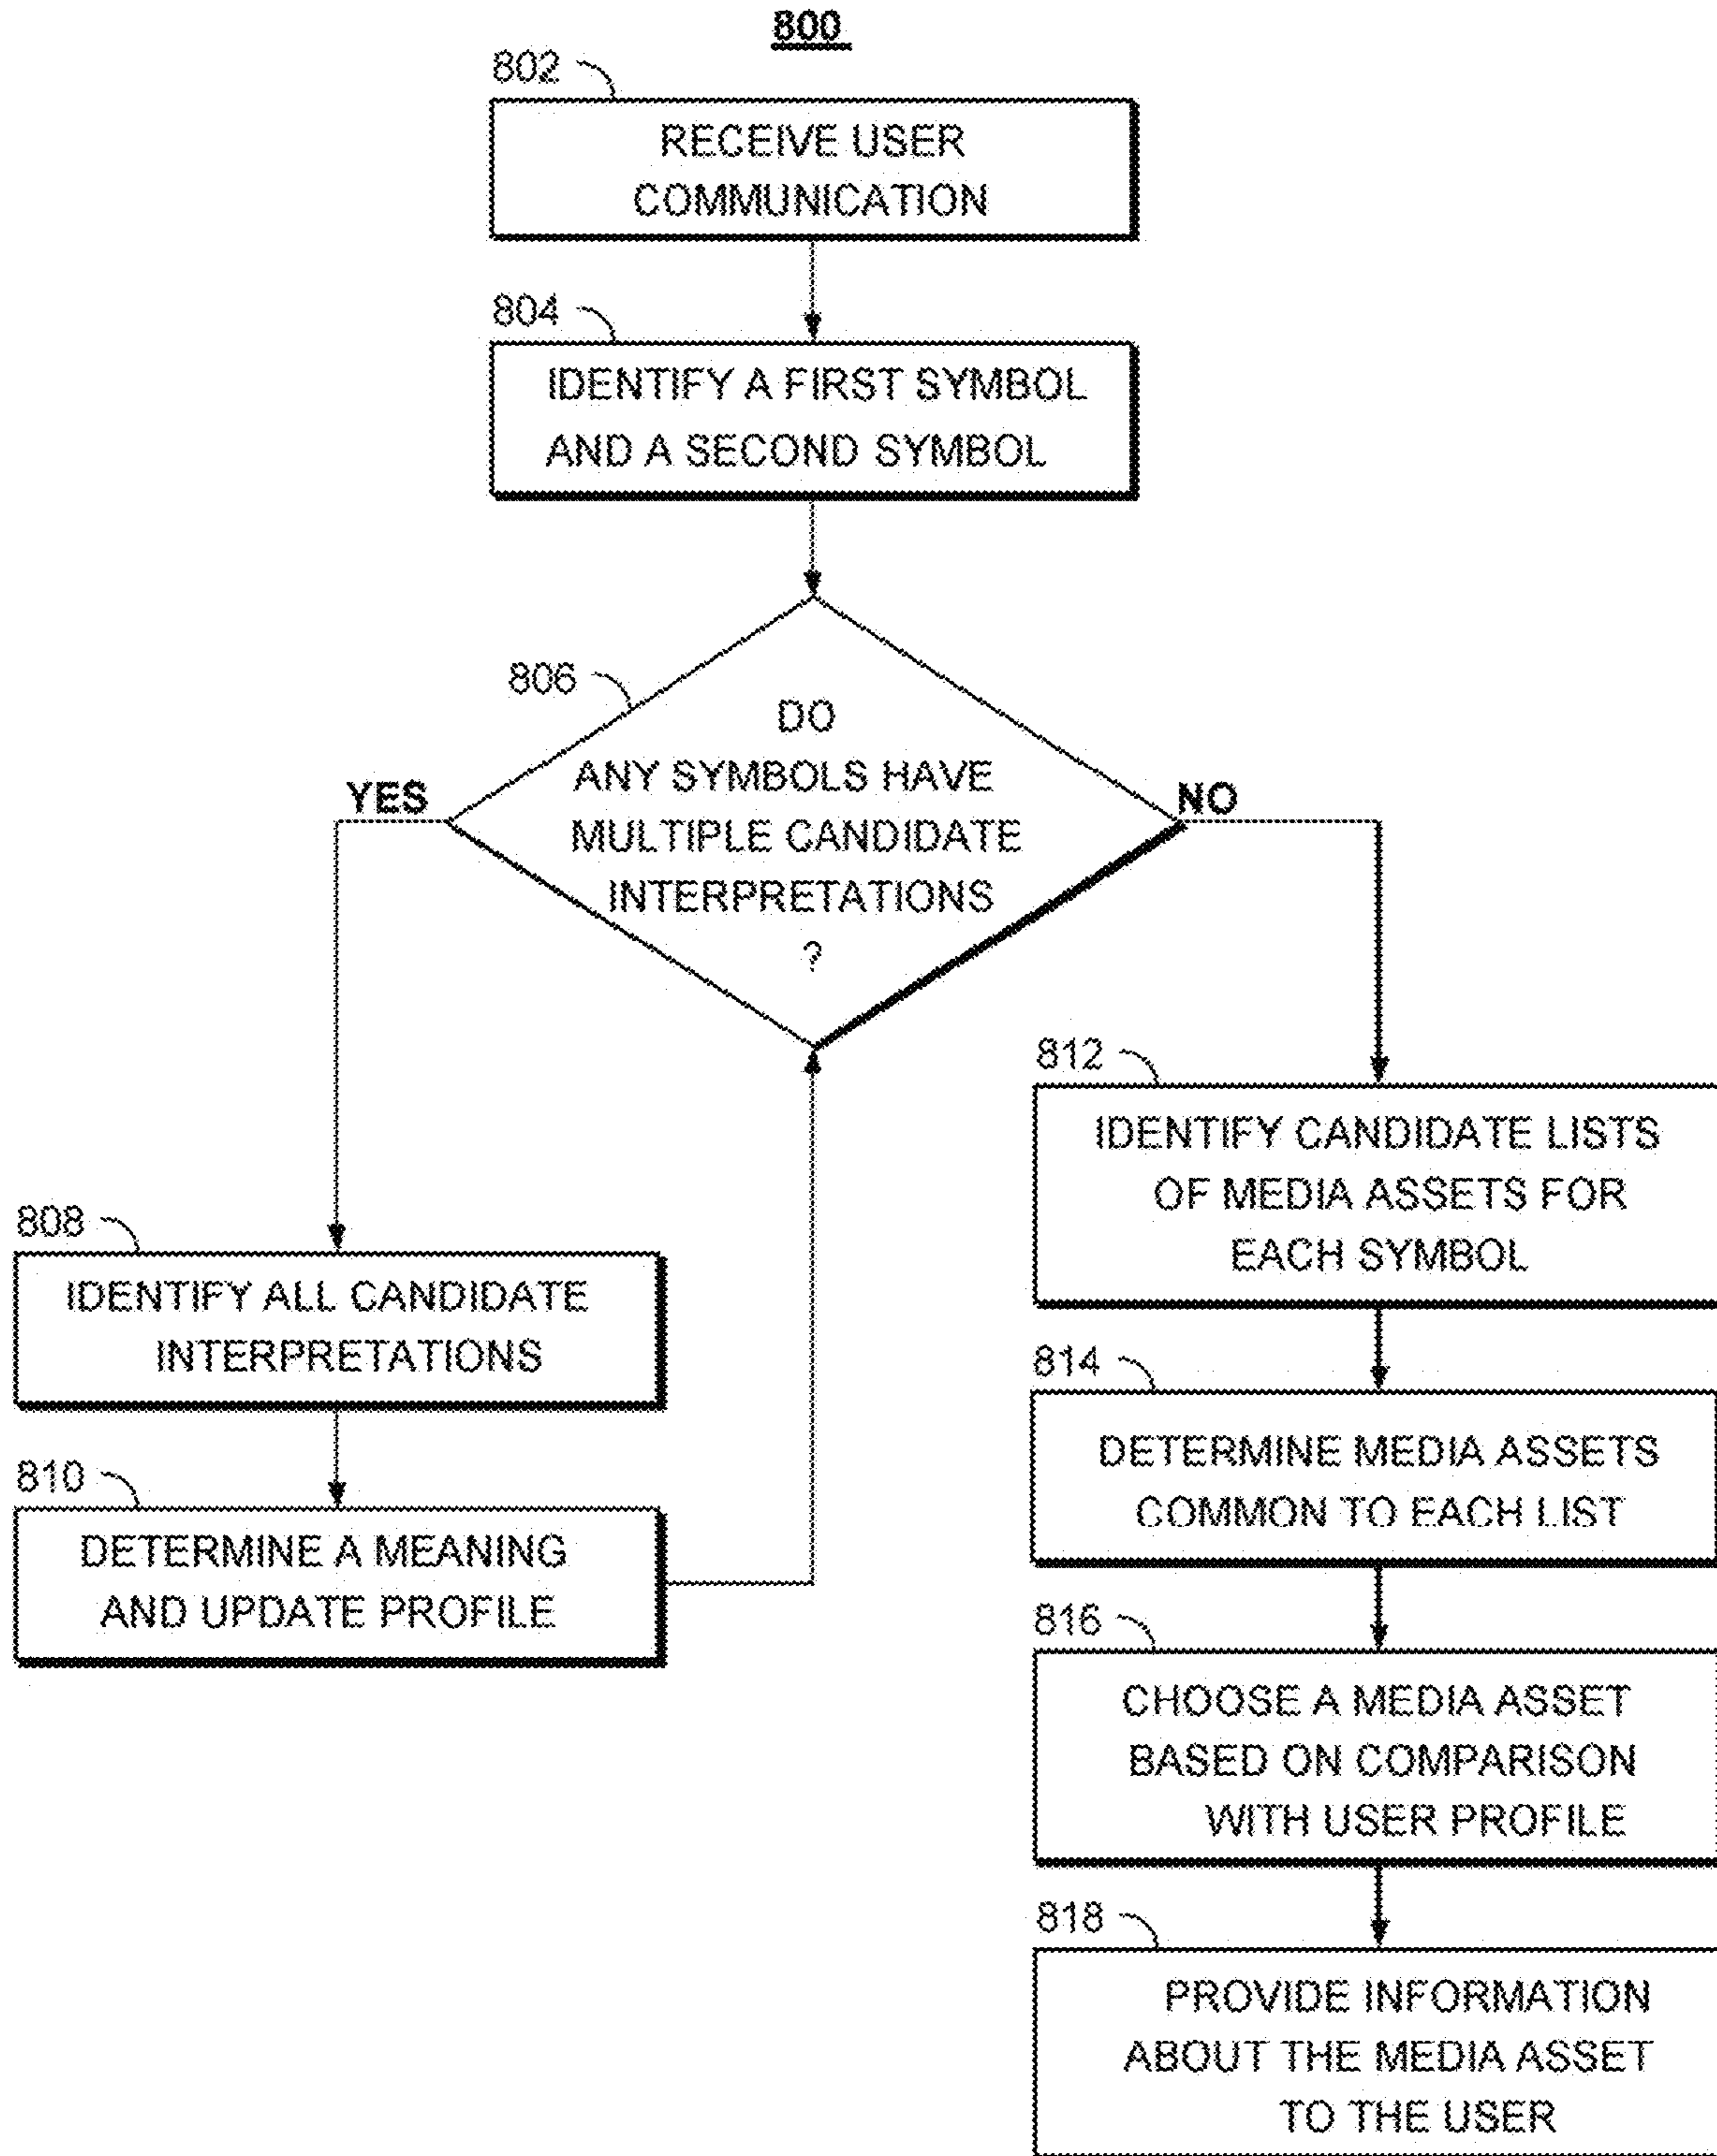 800
802
RECEIVE USER
COMMUNICATION
804
IDENTIFY A FIRST SYMBOL
AND A SECOND SYMBOL
806
DO
ANY SYMBOLS HAVE
MULTIPLE CANDIDATE
INTERPRETATIONS
?
YES
NO
808
IDENTIFY ALL CANDIDATE
INTERPRETATIONS
810
DETERMINE A MEANING
AND UPDATE PROFILE
812
IDENTIFY CANDIDATE LISTS
OF MEDIA ASSETS FOR
EACH SYMBOL
814
DETERMINE MEDIA ASSETS
COMMON TO EACH LIST
816
CHOOSE A MEDIA ASSET
BASED ON COMPARISON
WITH USER PROFILE
818
PROVIDE INFORMATION
ABOUT THE MEDIA ASSET
TO THE USER